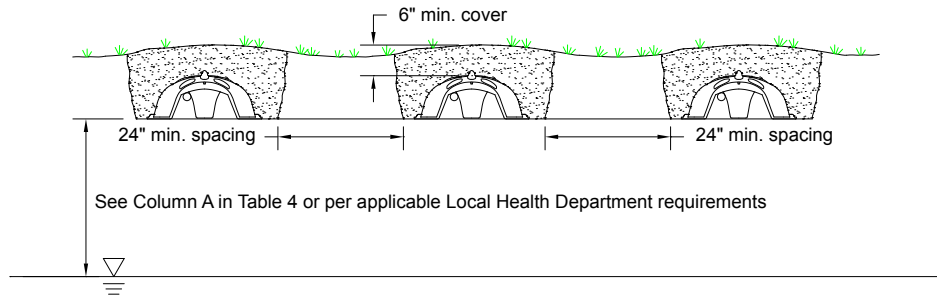 6" min. cover
24" min. spacing
24" min. spacing
See Column A in Table 4 or per applicable Local Health Department requirements